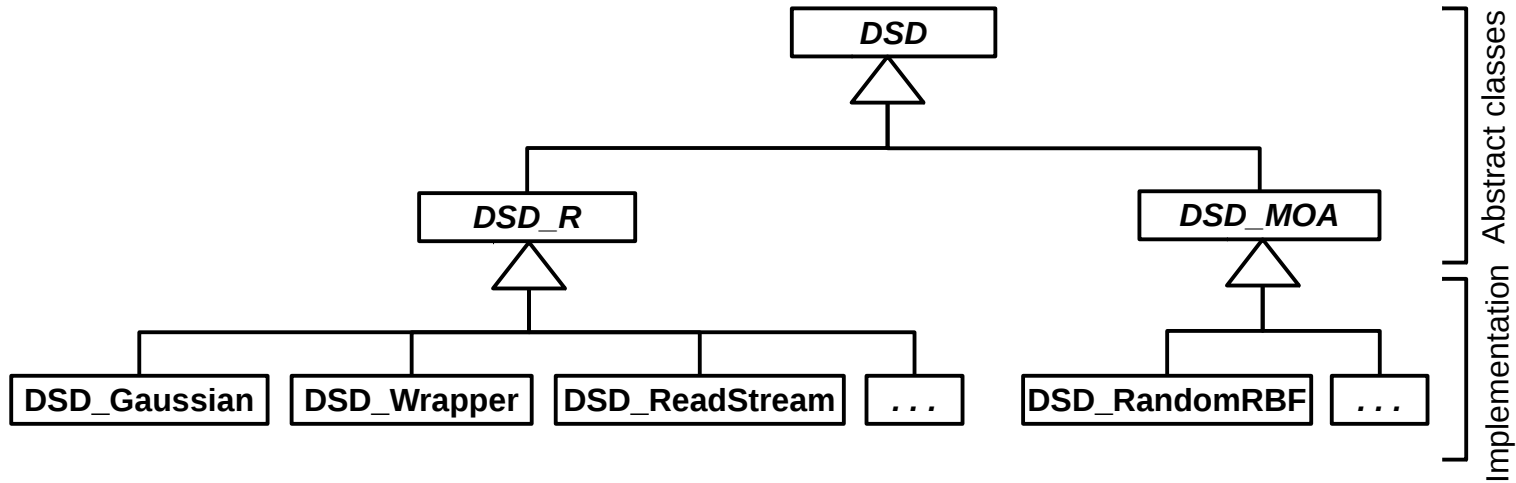 DSD
Abstract classes
DSD_R
DSD_MOA
Implementation
DSD_Gaussian
DSD_Wrapper
DSD_ReadStream
. . .
DSD_RandomRBF
. . .